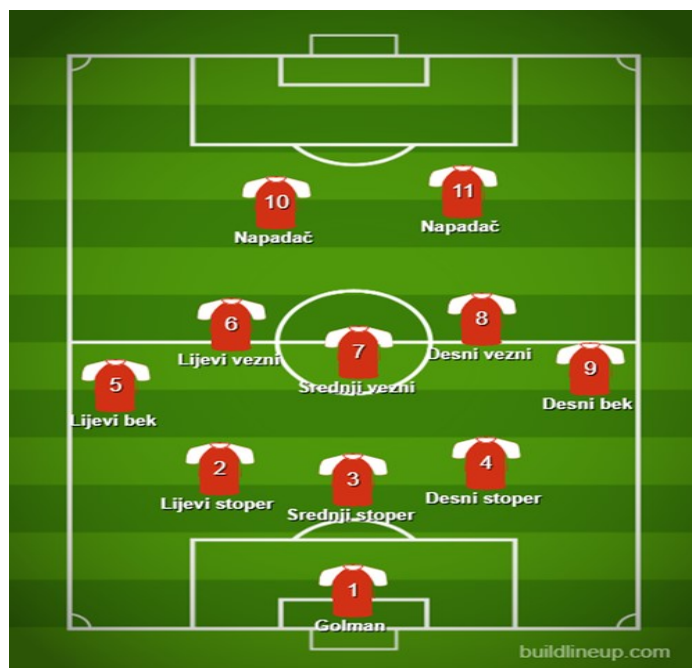 10
Napadač
11
Napadač
6
Lijevi vezni
7
Srednji vezni
8
Desni vezni
5
Lijevi bek
9
Desni bek
2
Lijevi stoper
3
Srednji stoper
4
Desni stoper
1
Golman
buildlineup.com